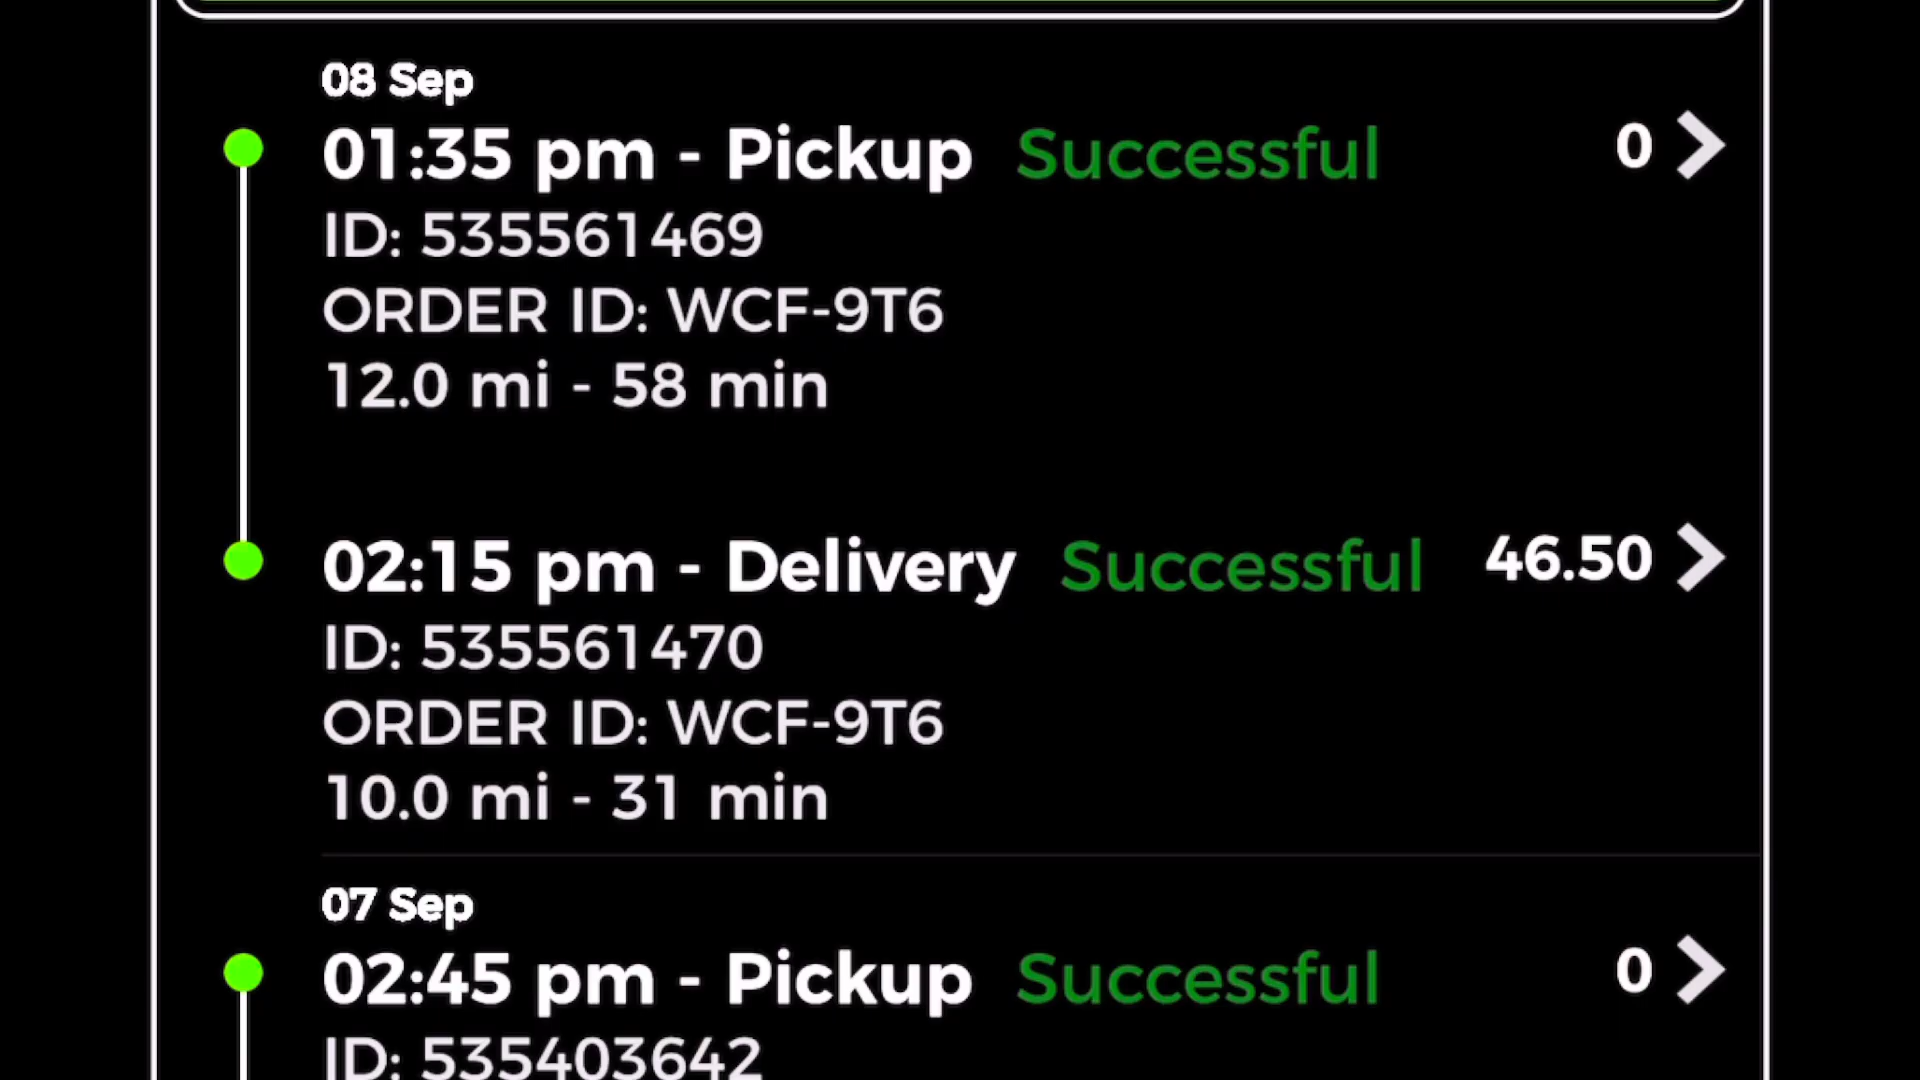 08 Sep
01:35 pm - Pickup Successful 0
ID: 535561469
ORDER ID: WCF-9T6
12.0 mi - 58 min
02:15 pm - Delivery Successful 46.50
ID: 535561470
ORDER ID: WCF-9T6
10.0 mi - 31 min
07 Sep
02:45 pm - Pickup Successful 0
ID: 535403642